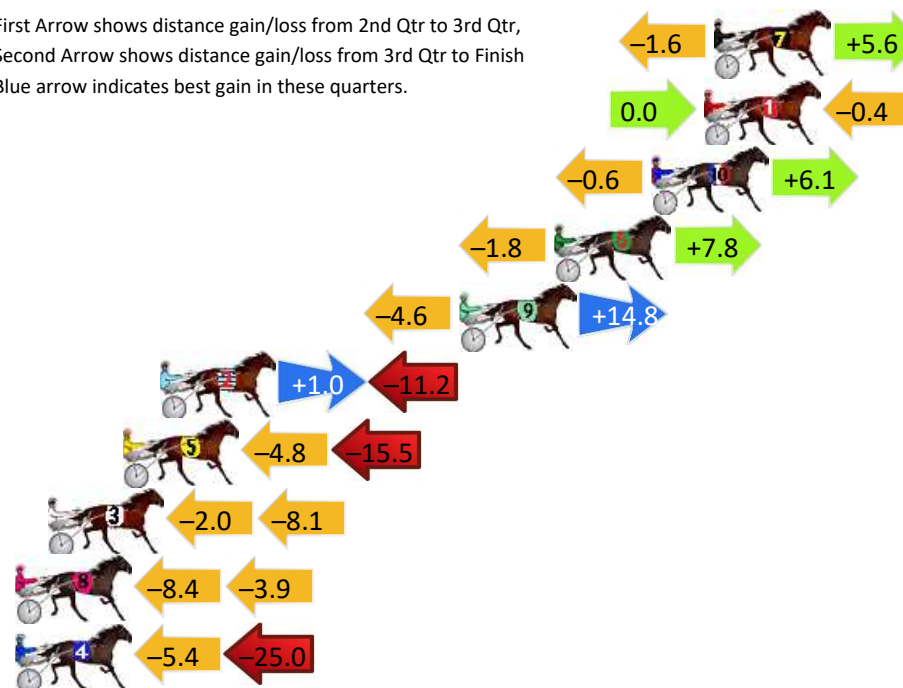 First Arrow shows distance gain/loss from 2nd Qtr to 3rd Qtr,
Second Arrow shows distance gain/loss from 3rd Qtr to Finish
Blue arrow indicates best gain in these quarters.
–1.6 7 +5.6
0.0 1 –0.4
–0.6 10 +6.1
–1.8 6 +7.8
–4.6 9 +14.8
2 +1.0 –11.2
5 –4.8 –15.5
3 –2.0 –8.1
8 –8.4 –3.9
4 –5.4 –25.0